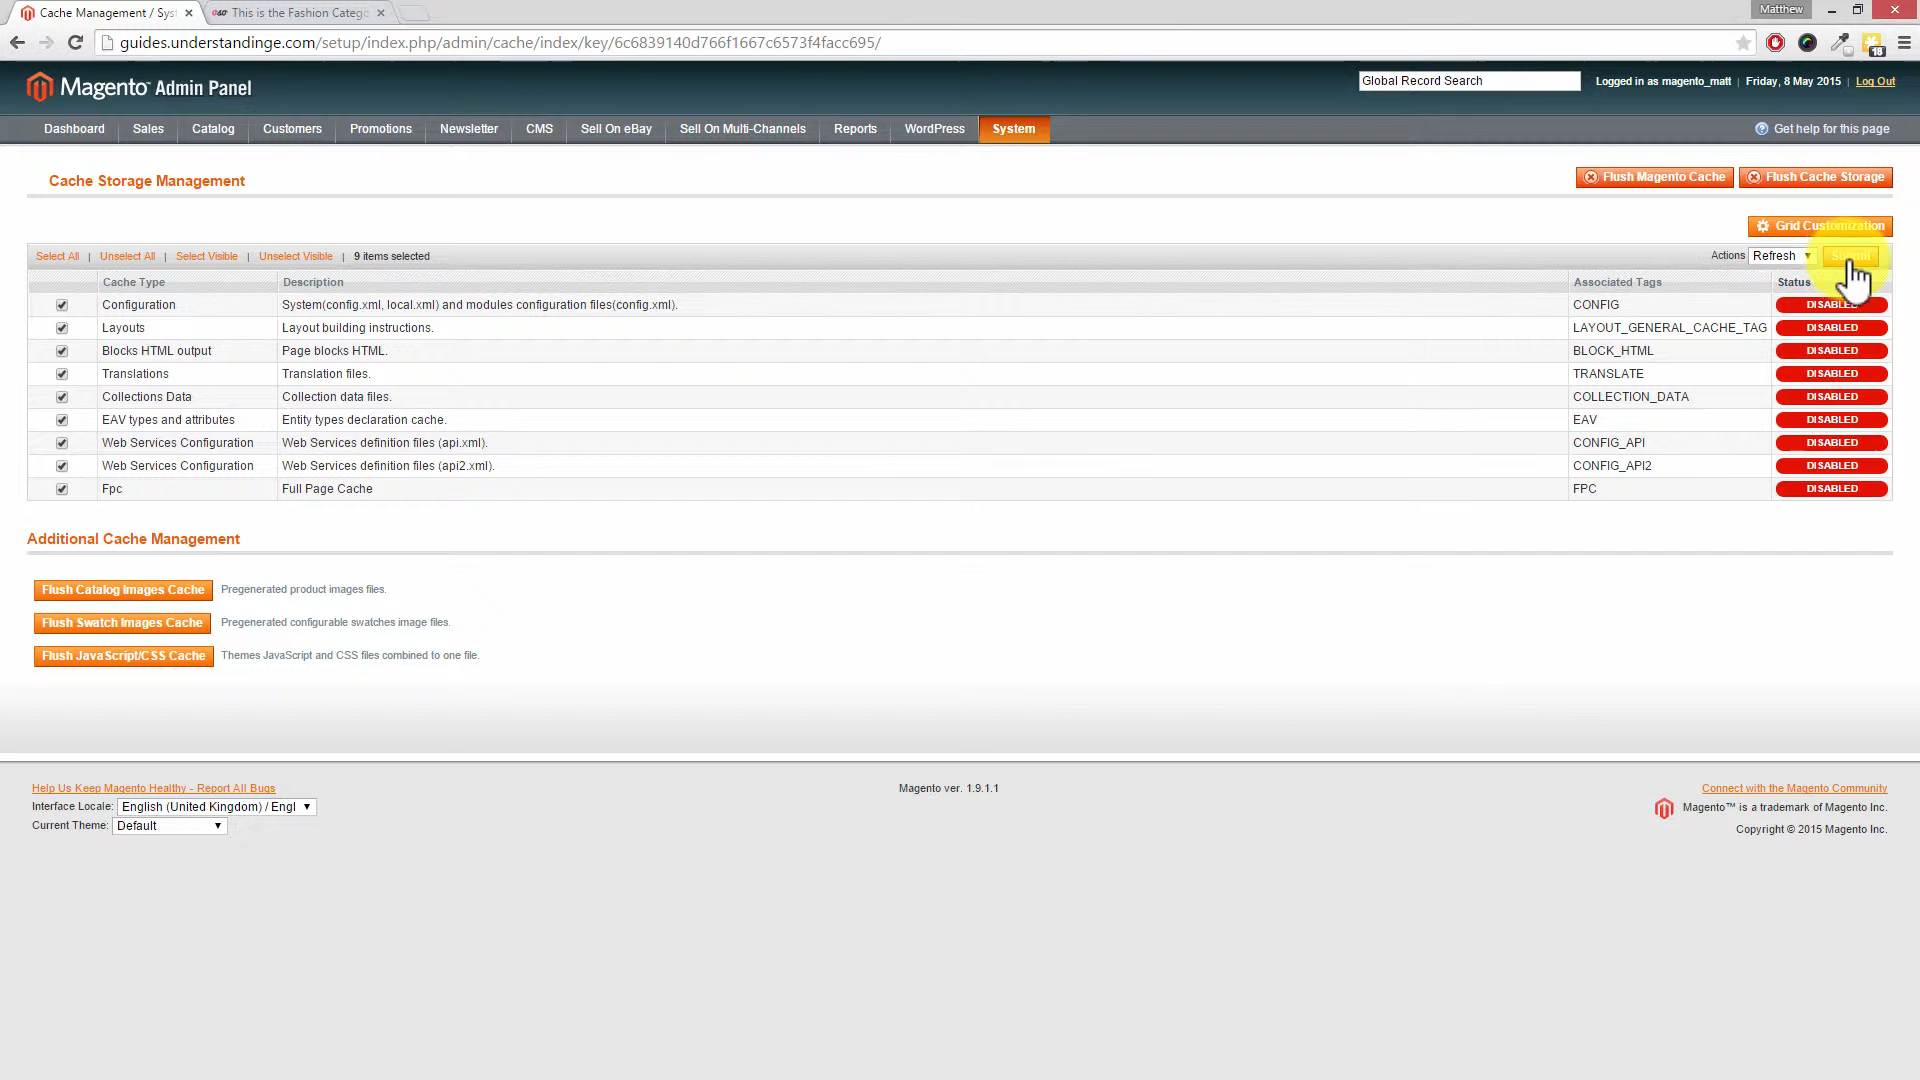 Cache Management / Sys
This is the Fashion Catego
Matthew
guides.understandinge.com/setup/index.php/admin/cache/index/key/6c6839140d766f1667c6573f4facc695/
18
Magento™ Admin Panel
Global Record Search
Logged in as magento_matt | Friday, 8 May 2015 | Log Out
Dashboard Sales Catalog Customers Promotions Newsletter CMS Sell On eBay Sell On Multi-Channels Reports WordPress System
Get help for this page
Cache Storage Management
Flush Magento Cache Flush Cache Storage
Grid Customization
Select All | Unselect All | Select Visible | Unselect Visible | 9 items selected
Actions Refresh Submit
Cache Type Description Associated Tags Status
Configuration System(config.xml, local.xml) and modules configuration files(config.xml). CONFIG DISABLED
Layouts Layout building instructions. LAYOUT_GENERAL_CACHE_TAG DISABLED
Blocks HTML output Page blocks HTML. BLOCK_HTML DISABLED
Translations Translation files. TRANSLATE DISABLED
Collections Data Collection data files. COLLECTION_DATA DISABLED
EAV types and attributes Entity types declaration cache. EAV DISABLED
Web Services Configuration Web Services definition files (api.xml). CONFIG_API DISABLED
Web Services Configuration Web Services definition files (api2.xml). CONFIG_API2 DISABLED
Fpc Full Page Cache FPC DISABLED
Additional Cache Management
Flush Catalog Images Cache Pregenerated product images files.
Flush Swatch Images Cache Pregenerated configurable swatches image files.
Flush JavaScript/CSS Cache Themes JavaScript and CSS files combined to one file.
Help Us Keep Magento Healthy - Report All Bugs
Magento ver. 1.9.1.1
Connect with the Magento Community
Interface Locale: English (United Kingdom) / Engl
Magento™ is a trademark of Magento Inc.
Current Theme: Default
Copyright © 2015 Magento Inc.